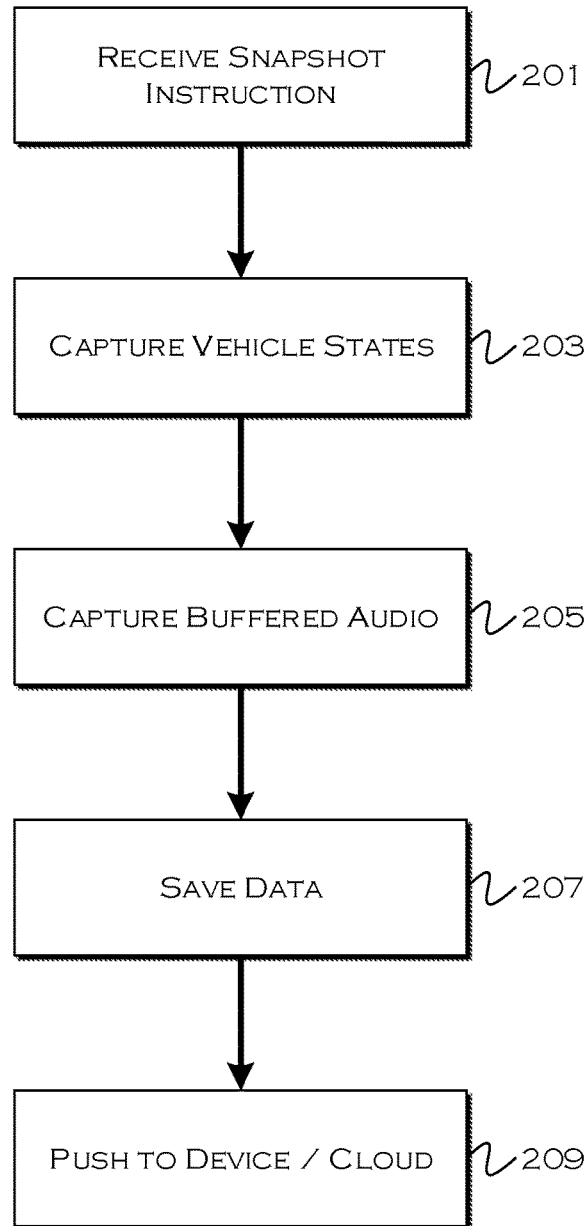 RECEIVE SNAPSHOT
INSTRUCTION
201
CAPTURE VEHICLE STATES
203
CAPTURE BUFFERED AUDIO
205
SAVE DATA
207
PUSH TO DEVICE / CLOUD
209